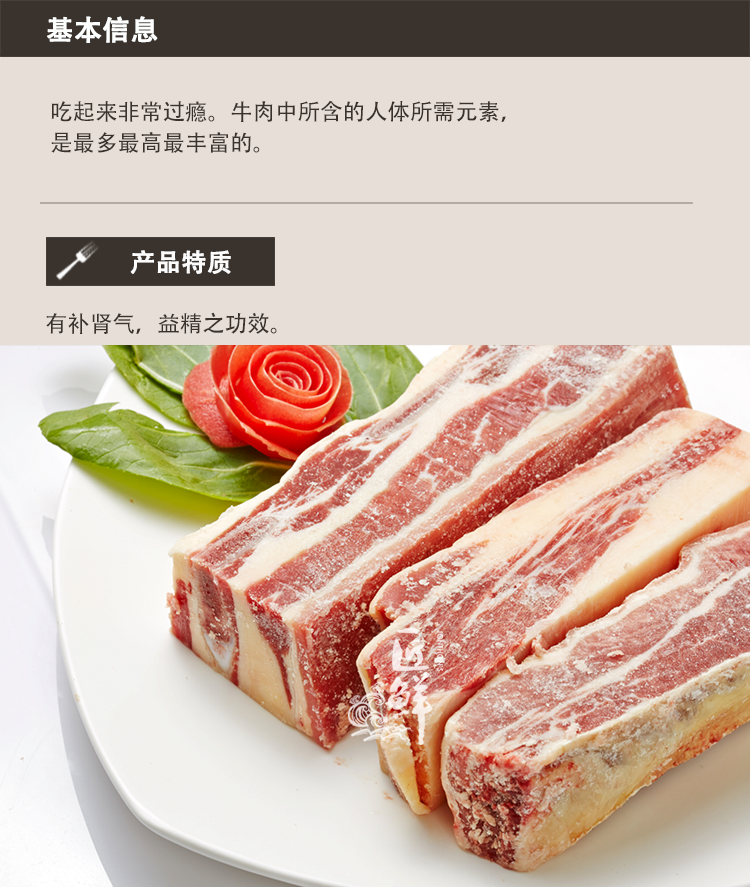 基本信息
吃起来非常过瘾。牛肉中所含的人体所需元素，
是最多最高最丰富的。
产品特质
有补肾气，益精之功效。
匠鲜